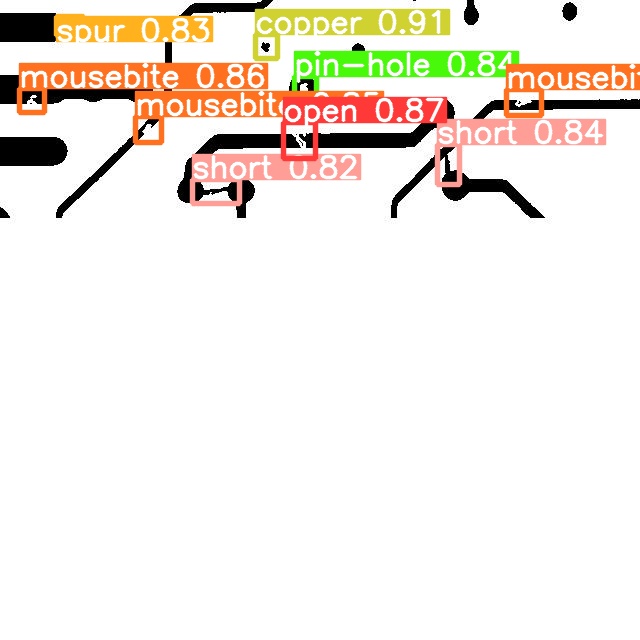 copper 0.91
spur 0.83
pin-hole 0.84
mousebite 0.86
mousebit
mousebite
open 0.87
short 0.84
short 0.82